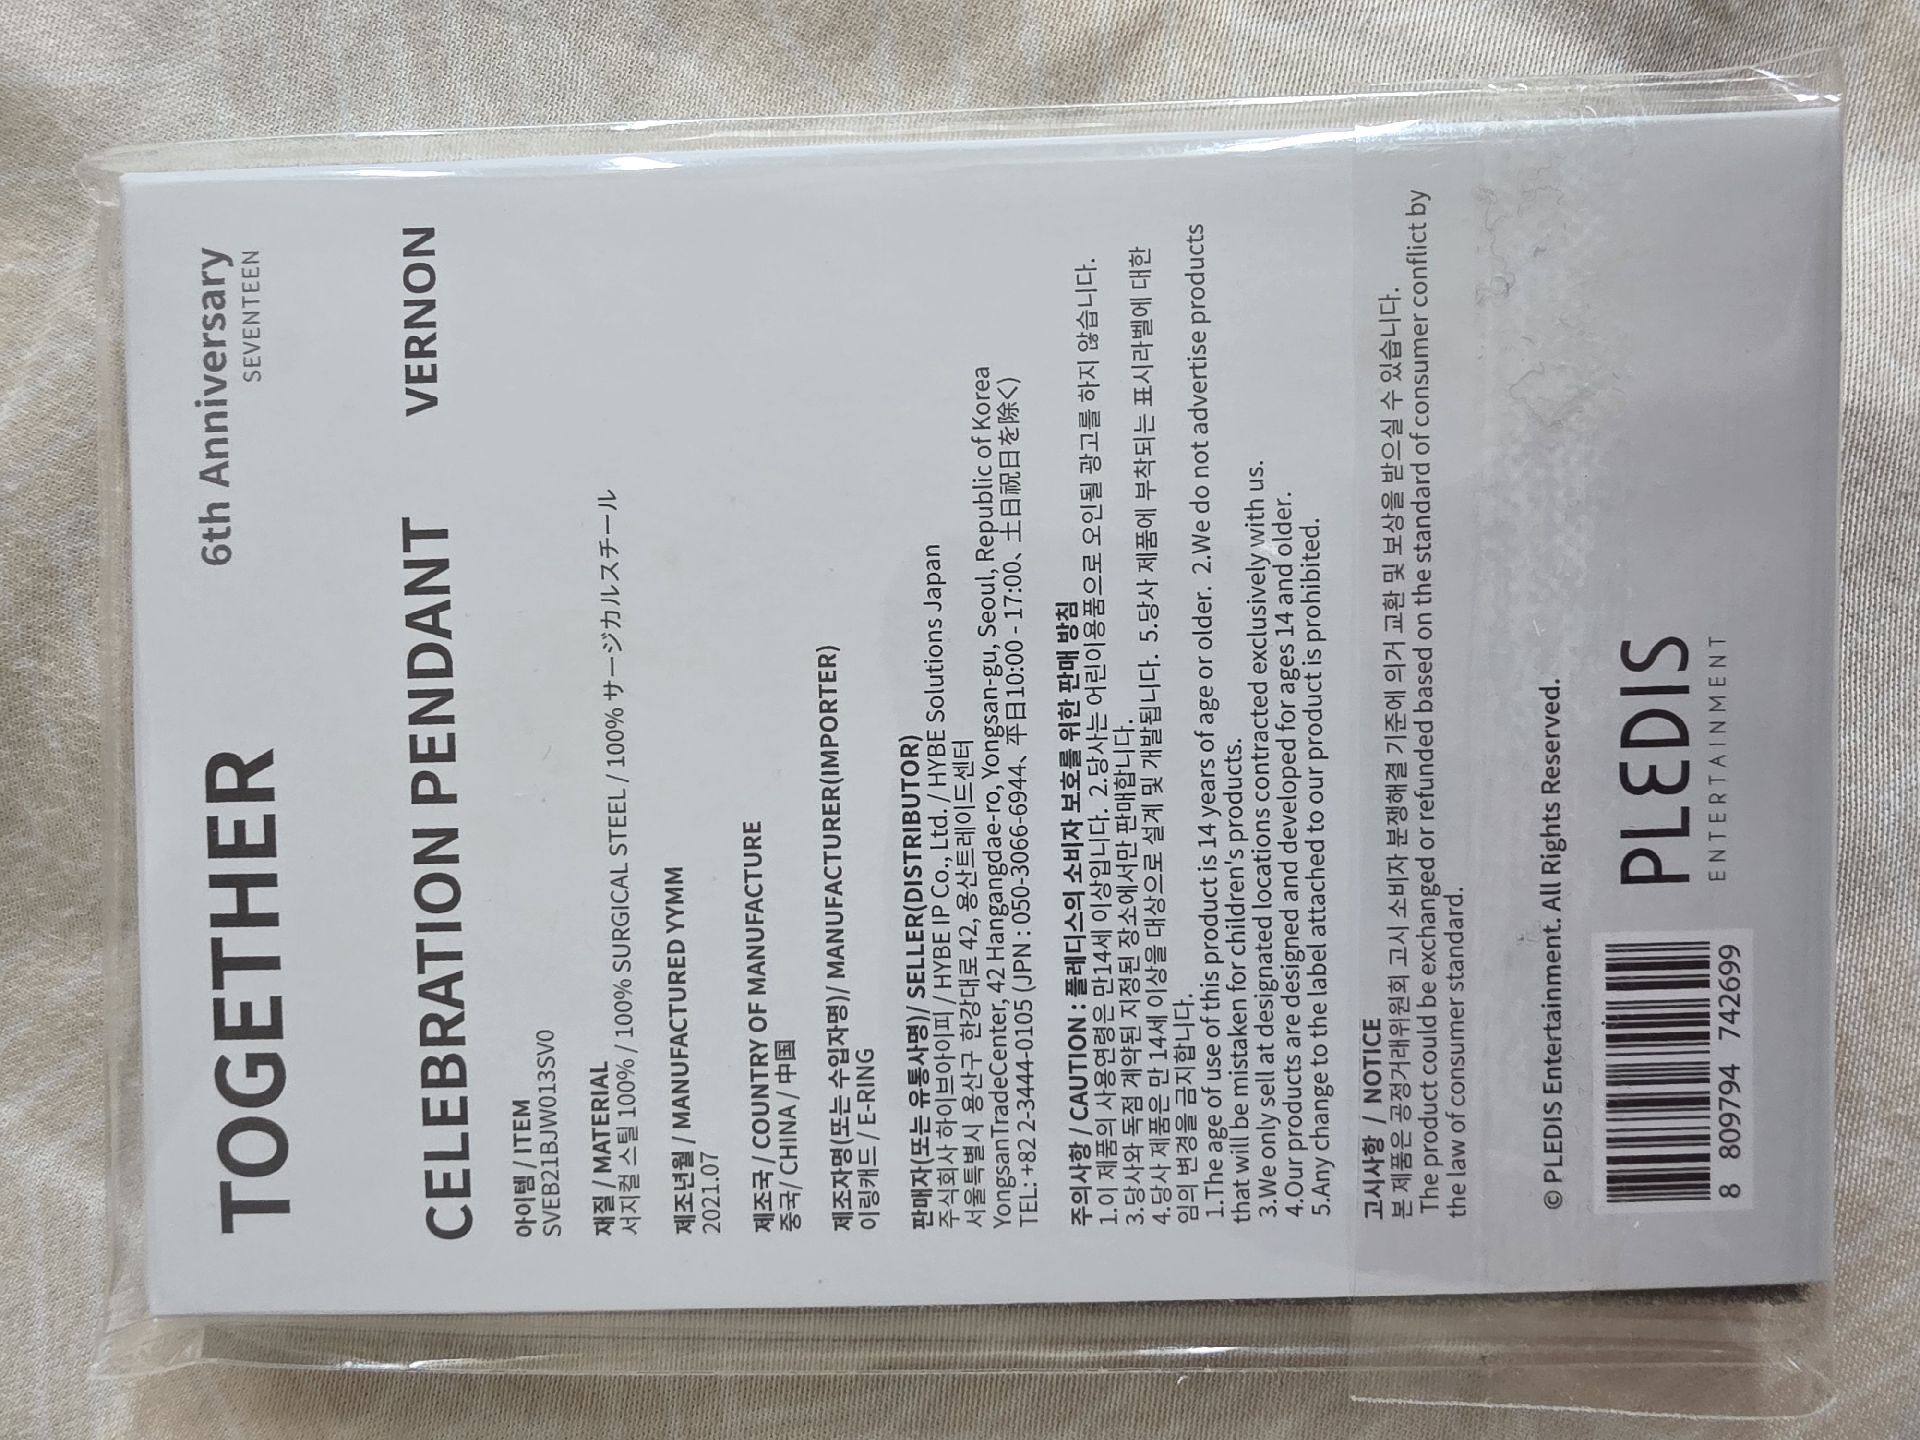 TOGETHER
6th Anniversary
SEVENTEEN
CELEBRATION PENDANT VERNON
아이템 / ITEM
SVEB21BJW013SV0
재질 / MATERIAL
서지컬 스틸 100% / 100% SURGICAL STEEL / 100% サージカルスチール
제조년월 / MANUFACTURED YYMM
2021.07
제조국 / COUNTRY OF MANUFACTURE
중국/ CHINA / 中国
제조자명(또는 수입자명)/ MANUFACTURER(IMPORTER)
이링캐드 / E-RING
판매자(또는 유통사명)/ SELLER(DISTRIBUTOR)
주식회사 하이브아이피 / HYBE IP Co., Ltd. / HYBE Solutions Japan
서울특별시 용산구 한강대로 42, 용산트레이드센터
YongsanTradeCenter, 42 Hangangdae-ro, Yongsan-gu, Seoul, Republic of Korea
TEL: +82 2-3444-0105 (JPN : 050-3066-6944、平日10:00 - 17:00、土日祝日を除く)
주의사항 / CAUTION : 플레디스의 소비자 보호를 위한 판매 방침
1.이 제품의 사용연령은 만14세 이상입니다. 2.당사는 어린이용품으로 오인될 광고를 하지 않습니다.
3.당사와 독점 계약된 지정된 장소에서만 판매합니다.
4.당사 제품은 만 14세 이상을 대상으로 설계 및 개발됩니다. 5.당사 제품에 부착되는 표시라벨에 대한
임의 변경을 금지합니다.
1.The age of use of this product is 14 years of age or older. 2.We do not advertise products
that will be mistaken for children's products.
3.We only sell at designated locations contracted exclusively with us.
4.Our products are designed and developed for ages 14 and older.
5.Any change to the label attached to our product is prohibited.
고시사항 / NOTICE
본 제품은 공정거래위원회 고시 소비자 분쟁해결 기준에 의거 교환 및 보상을 받으실 수 있습니다.
The product could be exchanged or refunded based on the standard of consumer conflict by
the law of consumer standard.
© PLEDIS Entertainment. All Rights Reserved.
8 809794 742699
PLEDIS
ENTERTAINMENT